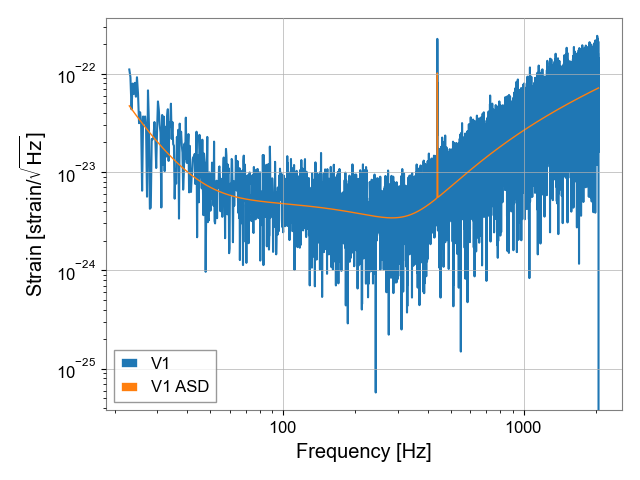 Strain [strain/√Hz]
10⁻²²
10⁻²³
10⁻²⁴
10⁻²⁵
V1
V1 ASD
100
1000
Frequency [Hz]